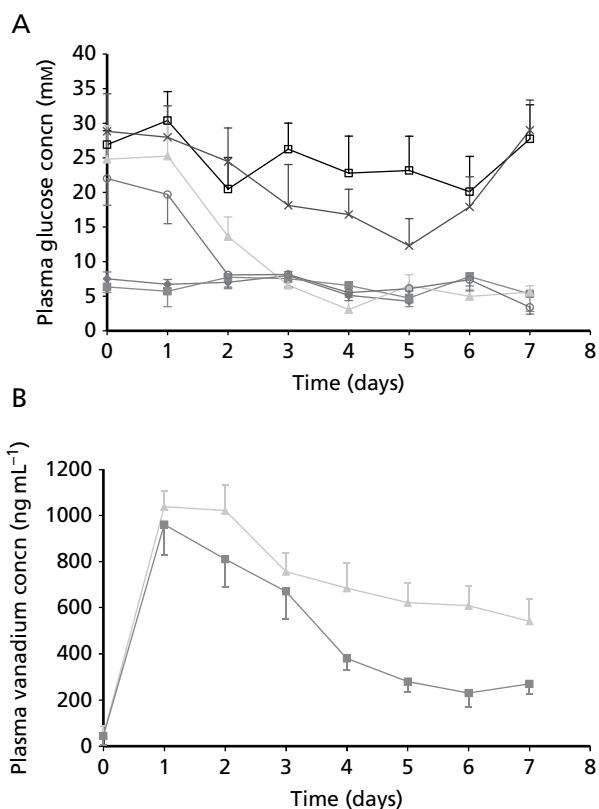 A
Plasma glucose concn (mM)
40
35
30
25
20
15
10
5
0
0 1 2 3 4 5 6 7 8
Time (days)
B
Plasma vanadium concn (ng mL⁻¹)
1200
1000
800
600
400
200
0
0 1 2 3 4 5 6 7 8
Time (days)